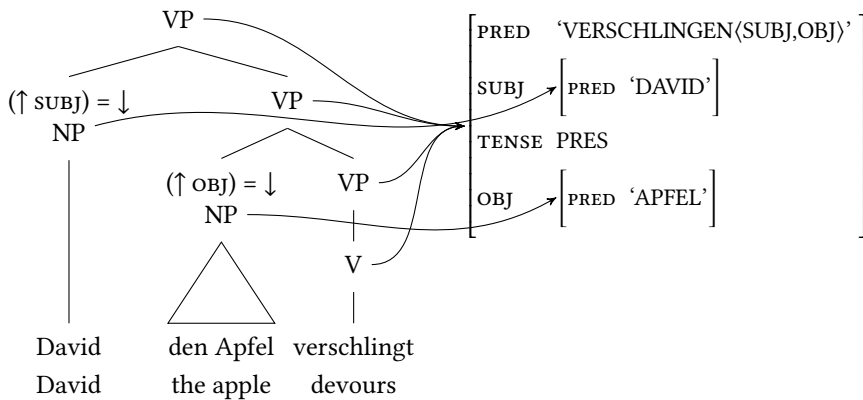 VP
PRED ‘VERSCHLINGEN⟨SUBJ,OBJ⟩’
(↑ SUBJ) = ↓ VP SUBJ [PRED ‘DAVID’]
NP
TENSE PRES
(↑ OBJ) = ↓ VP OBJ [PRED ‘APFEL’]
NP
V
David den Apfel verschlingt
David the apple devours